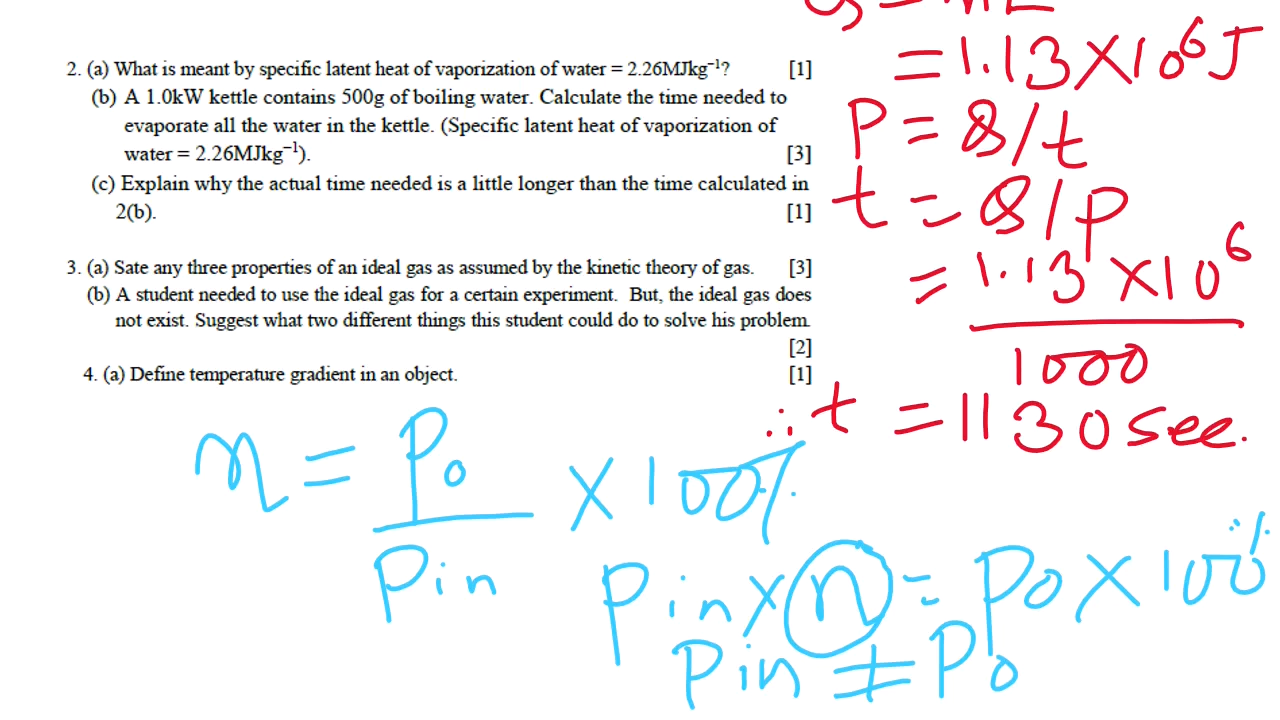 2. (a) What is meant by specific latent heat of vaporization of water = 2.26MJkg⁻¹? [1]
(b) A 1.0kW kettle contains 500g of boiling water. Calculate the time needed to
evaporate all the water in the kettle. (Specific latent heat of vaporization of
water = 2.26MJkg⁻¹). [3]
(c) Explain why the actual time needed is a little longer than the time calculated in
2(b). [1]
3. (a) Sate any three properties of an ideal gas as assumed by the kinetic theory of gas. [3]
(b) A student needed to use the ideal gas for a certain experiment. But, the ideal gas does
not exist. Suggest what two different things this student could do to solve his problem
[2]
4. (a) Define temperature gradient in an object. [1]
= 1.13 × 10⁶ J
P = Q/t
t = Q/P
= 1.13 × 10⁶
1000
∴ t = 1130 sec.
η = Po × 100%
Pin
Pin × η = Po × 100%
Pin ≠ Po